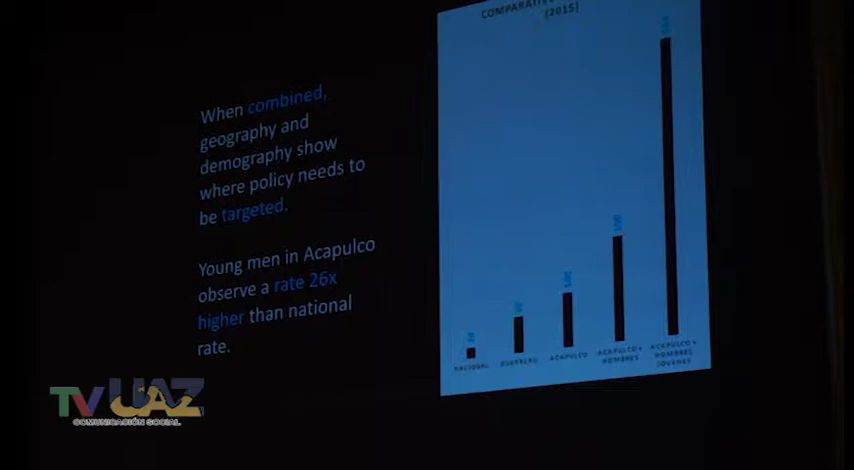 When combined,
geography and
demography show
where policy needs to
be targeted.
Young men in Acapulco
observe a rate 26x
higher than national
rate.
(2015)
NACIONAL
GUERRERO
ACAPULCO
ACAPULCO +
HOMBRES
ACAPULCO +
HOMBRES
JOVENES
TV UAZ
COMUNICACIÓN SOCIAL